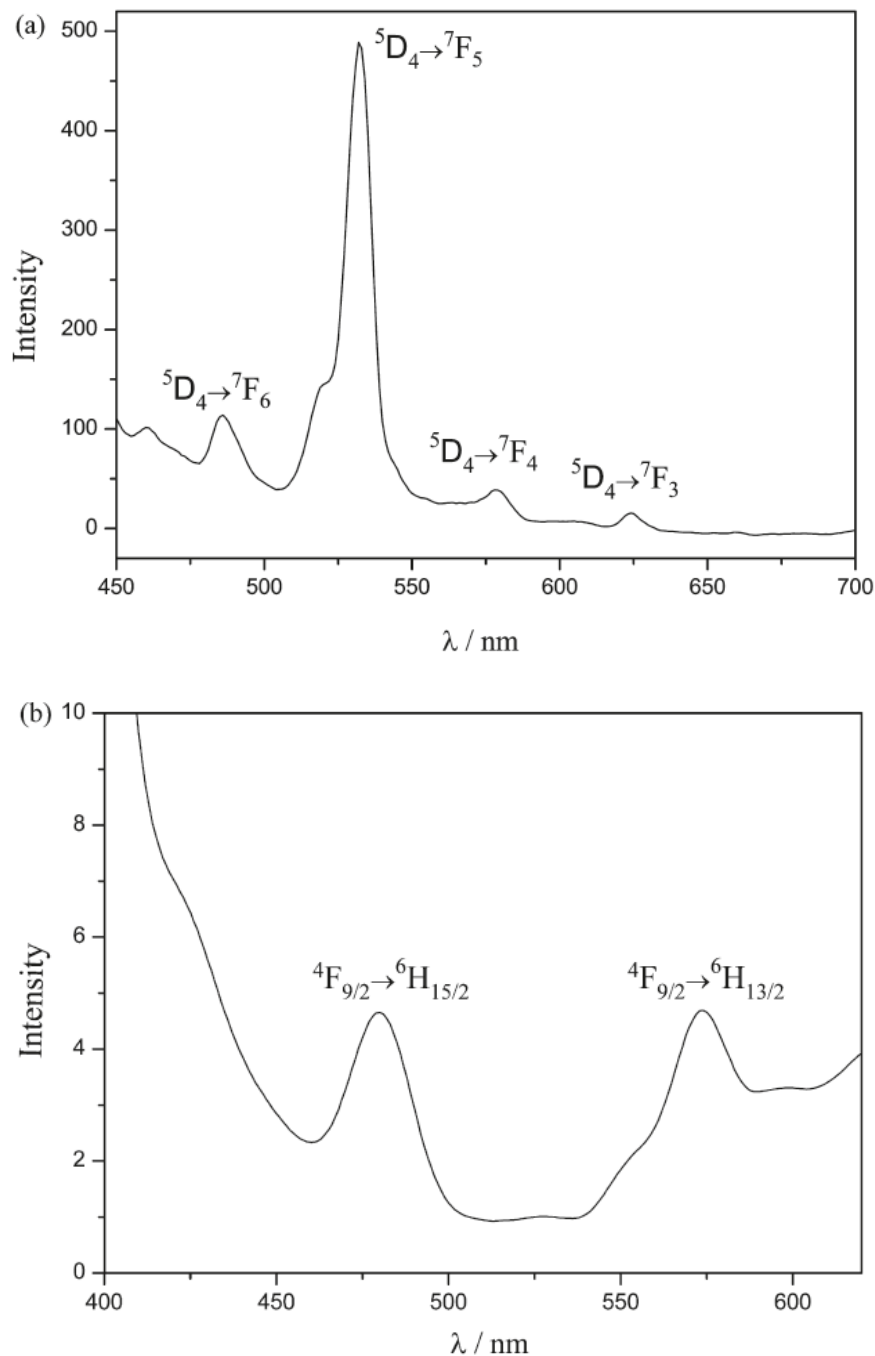 (a)
500
400
300
200
100
0
Intensity
⁵D₄→⁷F₅
⁵D₄→⁷F₆
⁵D₄→⁷F₄
⁵D₄→⁷F₃
450 500 550 600 650 700
λ / nm
(b)
10
8
6
4
2
0
Intensity
⁴F₉/₂→⁶H₁₅/₂ ⁴F₉/₂→⁶H₁₃/₂
400 450 500 550 600
λ / nm